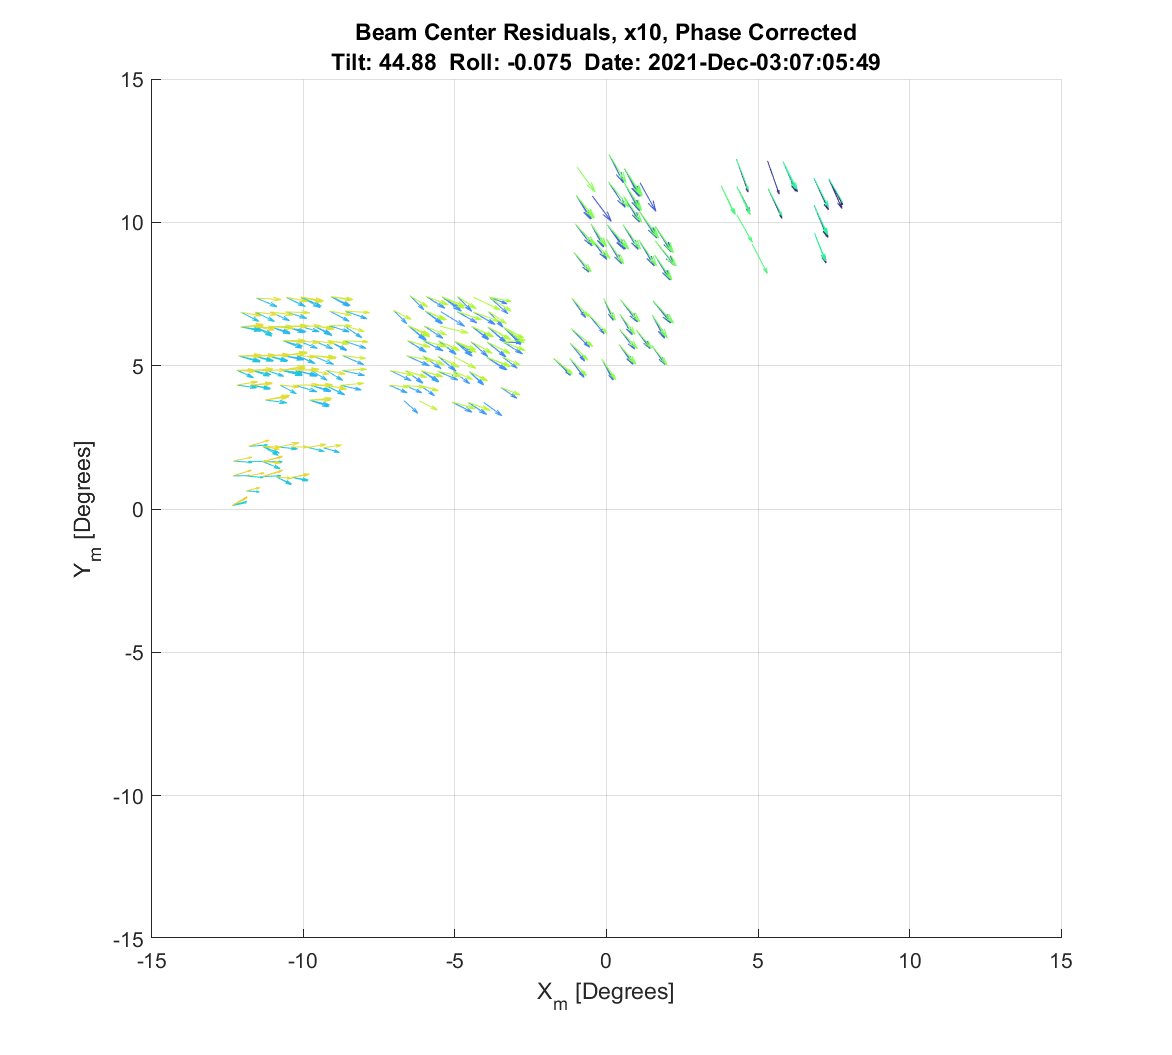 Beam Center Residuals, x10, Phase Corrected
Tilt: 44.88  Roll: -0.075  Date: 2021-Dec-03:07:05:49
15
10
5
0
-5
-10
-15
Y_m [Degrees]
-15 -10 -5 0 5 10 15
X_m [Degrees]